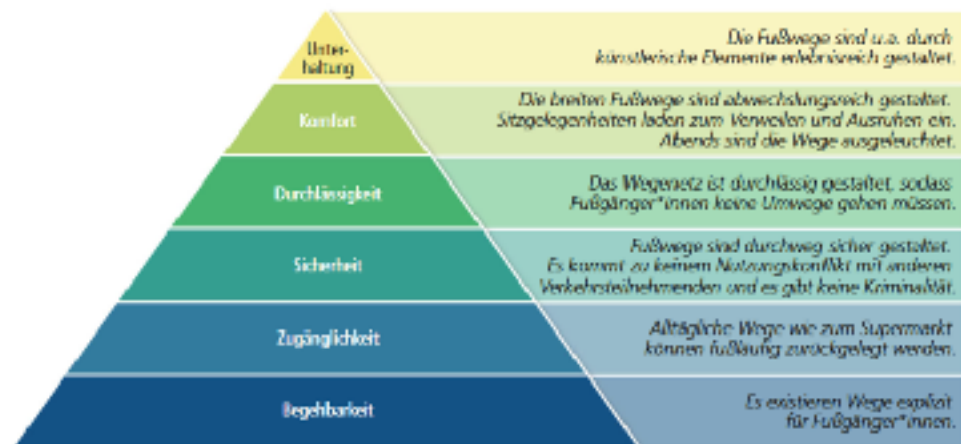 Unter-
haltung
Die Fußwege sind u.a. durch
künstlerische Elemente erlebnisreich gestaltet.
Komfort
Die breiten Fußwege sind abwechslungsreich gestaltet.
Sitzgelegenheiten laden zum Verweilen und Ausruhen ein.
Abends sind die Wege ausgeleuchtet.
Durchlässigkeit
Das Wegenetz ist durchlässig gestaltet, sodass
Fußgänger*innen keine Umwege gehen müssen.
Sicherheit
Fußwege sind durchweg sicher gestaltet.
Es kommt zu keinem Nutzungskonflikt mit anderen
Verkehrsteilnehmenden und es gibt keine Kriminalität.
Zugänglichkeit
Alltägliche Wege wie zum Supermarkt
können fußläufig zurückgelegt werden.
Begehbarkeit
Es existieren Wege explizit
für Fußgänger*innen.